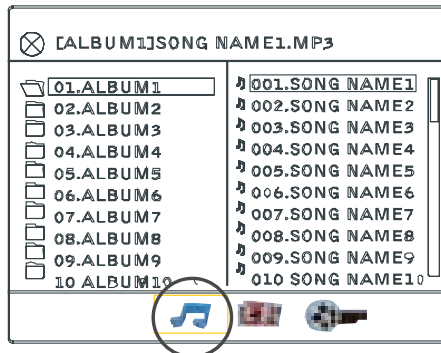 [ALBUM1]SONG NAME1.MP3
01.ALBUM1
02.ALBUM2
03.ALBUM3
04.ALBUM4
05.ALBUM5
06.ALBUM6
07.ALBUM7
08.ALBUM8
09.ALBUM9
10 ALBUM10
001.SONG NAME1
002.SONG NAME2
003.SONG NAME3
004.SONG NAME4
005.SONG NAME5
006.SONG NAME6
007.SONG NAME7
008.SONG NAME8
009.SONG NAME9
010 SONG NAME10